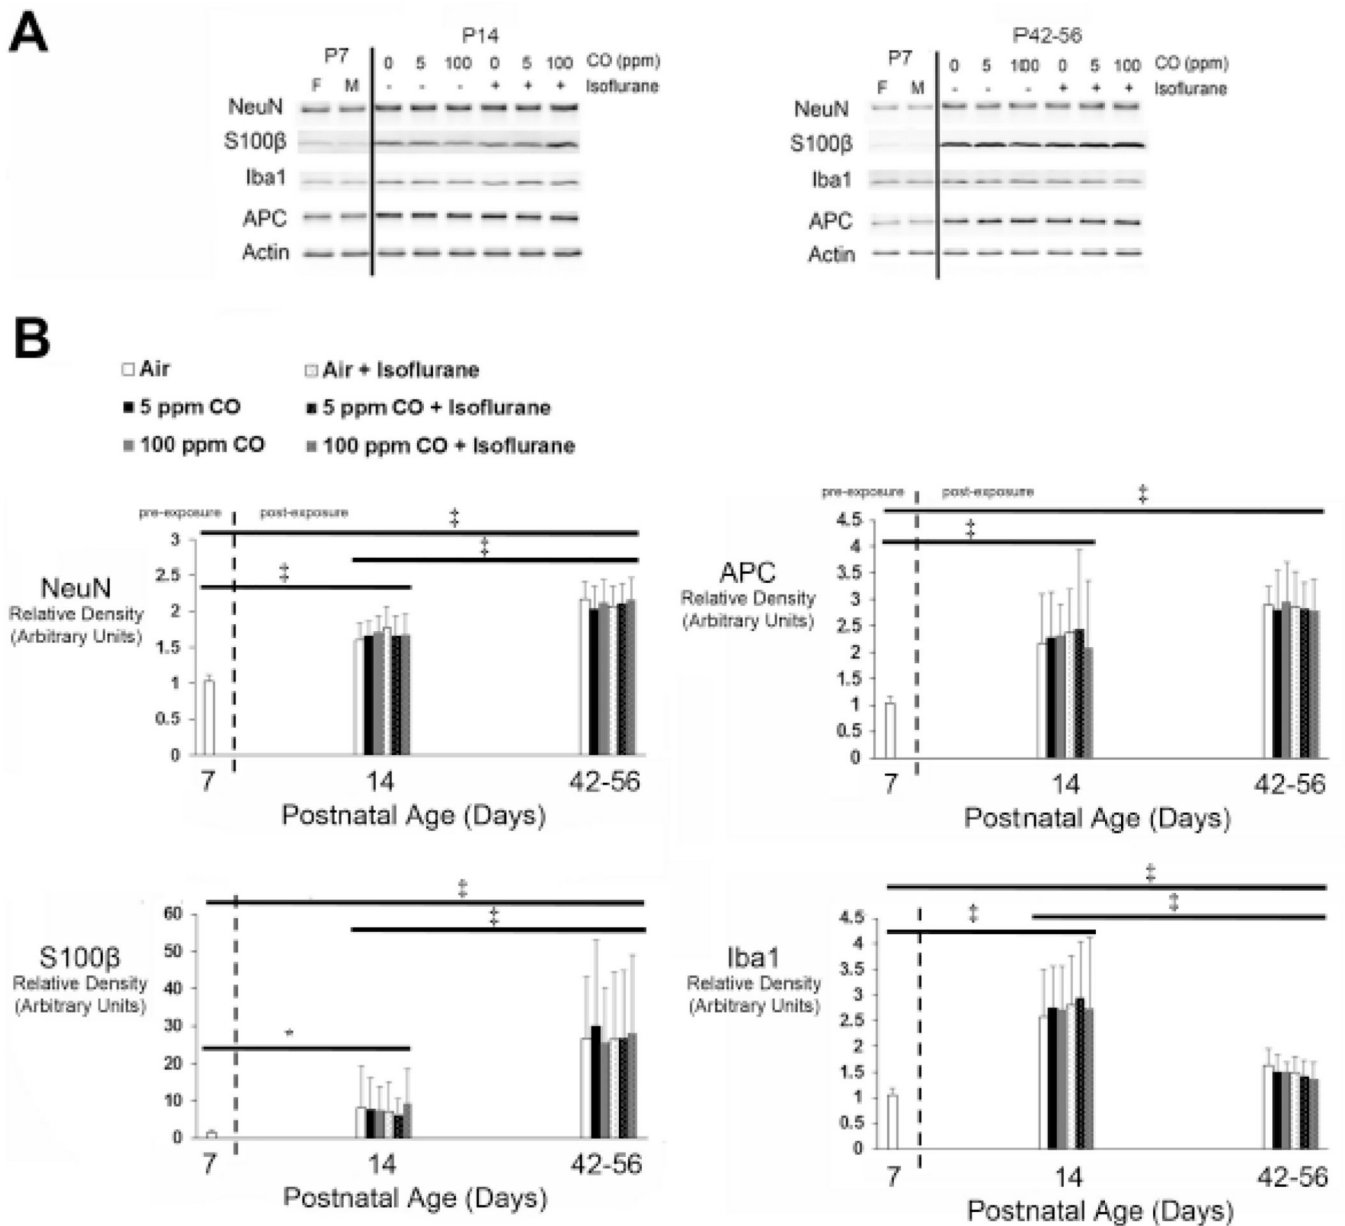 A
P14
P7 0 5 100 0 5 100 CO (ppm)
F M - - - + + + Isoflurane
NeuN
S100β
Iba1
APC
Actin
P42-56
P7 0 5 100 0 5 100 CO (ppm)
F M - - - + + + Isoflurane
NeuN
S100β
Iba1
APC
Actin
B
Air
Air + Isoflurane
5 ppm CO
5 ppm CO + Isoflurane
100 ppm CO
100 ppm CO + Isoflurane
pre-exposure post-exposure ‡
‡
‡
NeuN
Relative Density
(Arbitrary Units)
3
2.5
2
1.5
1
0.5
0
7 14 42-56
Postnatal Age (Days)
pre-exposure post-exposure ‡
‡
APC
Relative Density
(Arbitrary Units)
4.5
4
3.5
3
2.5
2
1.5
1
0.5
0
7 14 42-56
Postnatal Age (Days)
‡
‡
*
S100β
Relative Density
(Arbitrary Units)
60
50
40
30
20
10
0
7 14 42-56
Postnatal Age (Days)
‡
‡
‡
Iba1
Relative Density
(Arbitrary Units)
4.5
4
3.5
3
2.5
2
1.5
1
0.5
0
7 14 42-56
Postnatal Age (Days)